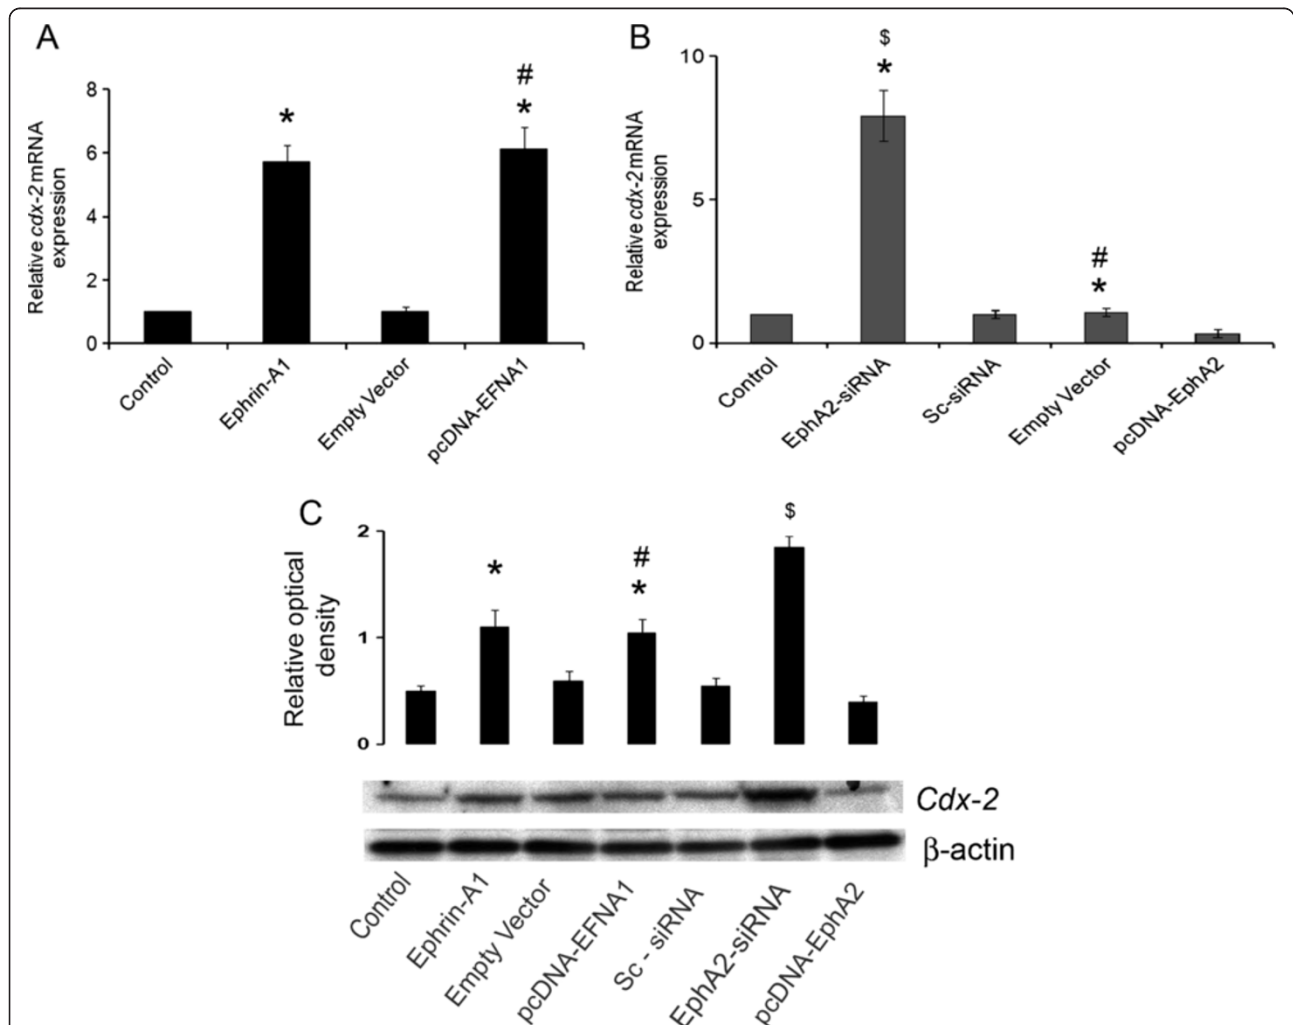 A
Relative cdx-2 mRNA
expression
8
6
4
2
0
*
#
*
Control
Ephrin-A1
Empty Vector
pcDNA-EFNA1
B
Relative cdx-2 mRNA
expression
10
5
0
$
*
#
*
Control
EphA2-siRNA
Sc-siRNA
Empty Vector
pcDNA-EphA2
C
Relative optical
density
2
1
0
*
#
*
$
Cdx-2
β-actin
Control
Ephrin-A1
Empty Vector
pcDNA-EFNA1
Sc - siRNA
EphA2-siRNA
pcDNA-EphA2